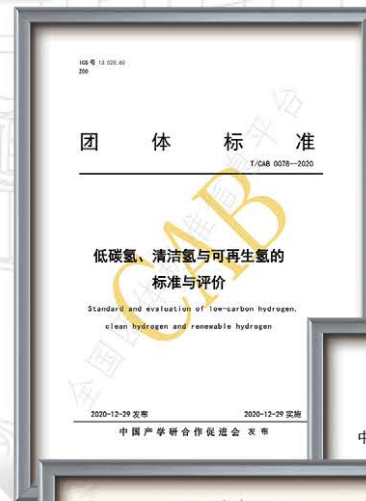 ICS 号 13.020.60
Z00
团体标准
T/CAB 0078—2020
CAB
低碳氢、清洁氢与可再生氢的
标准与评价
Standard and evaluation of low-carbon hydrogen,
clean hydrogen and renewable hydrogen
2020-12-29 发布 2020-12-29 实施
中国产学研合作促进会 发布
中